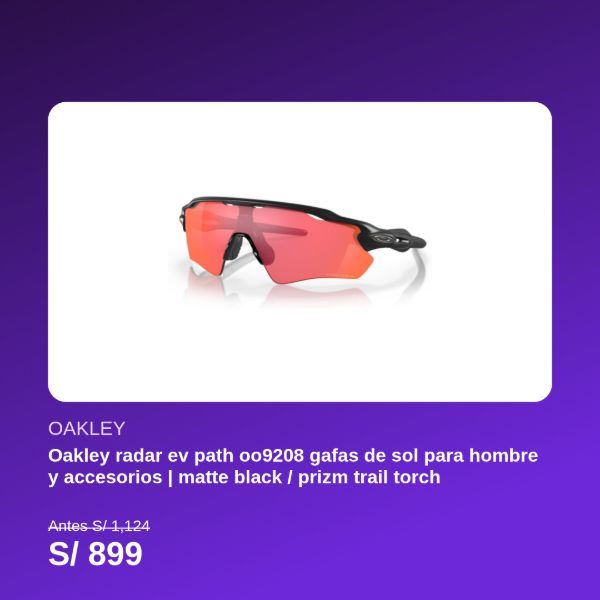 OAKLEY
Oakley radar ev path oo9208 gafas de sol para hombre
y accesorios | matte black / prizm trail torch
Antes S/ 1,124
S/ 899